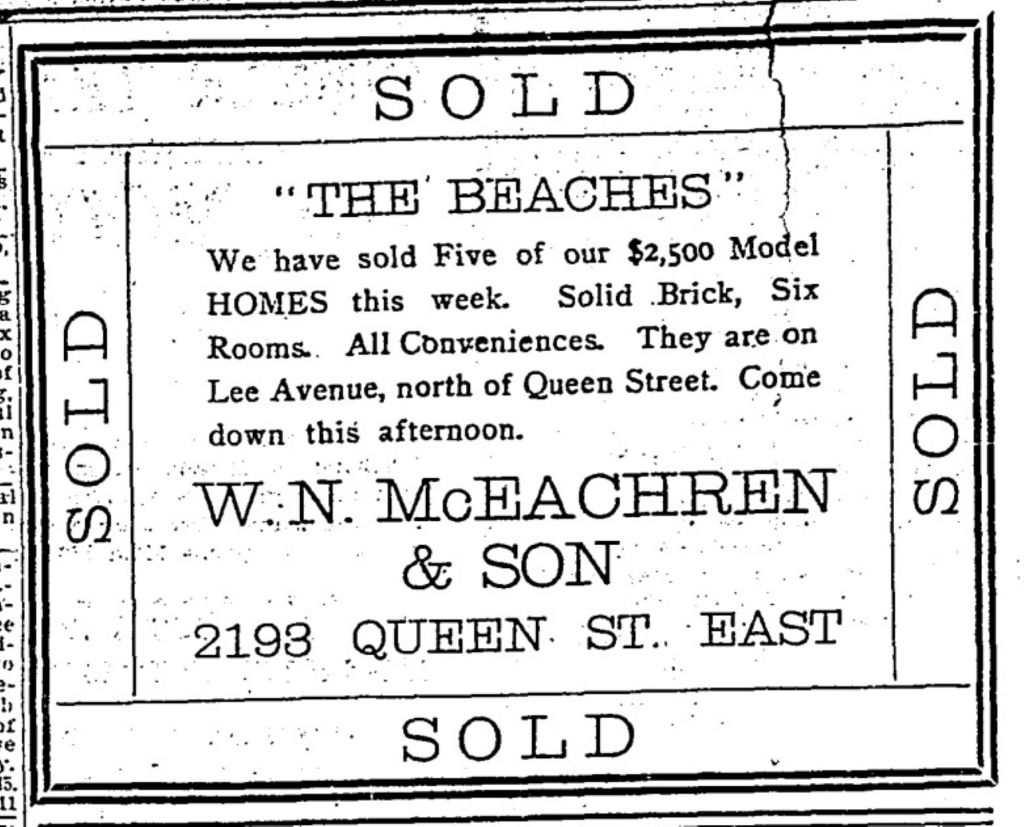 SOLD
"THE BEACHES"
We have sold Five of our $2,500 Model
HOMES this week. Solid Brick, Six
Rooms. All Conveniences. They are on
Lee Avenue, north of Queen Street. Come
down this afternoon.
W. N. McEACHREN
& SON
2193 QUEEN ST. EAST
SOLD
SOLD
SOLD